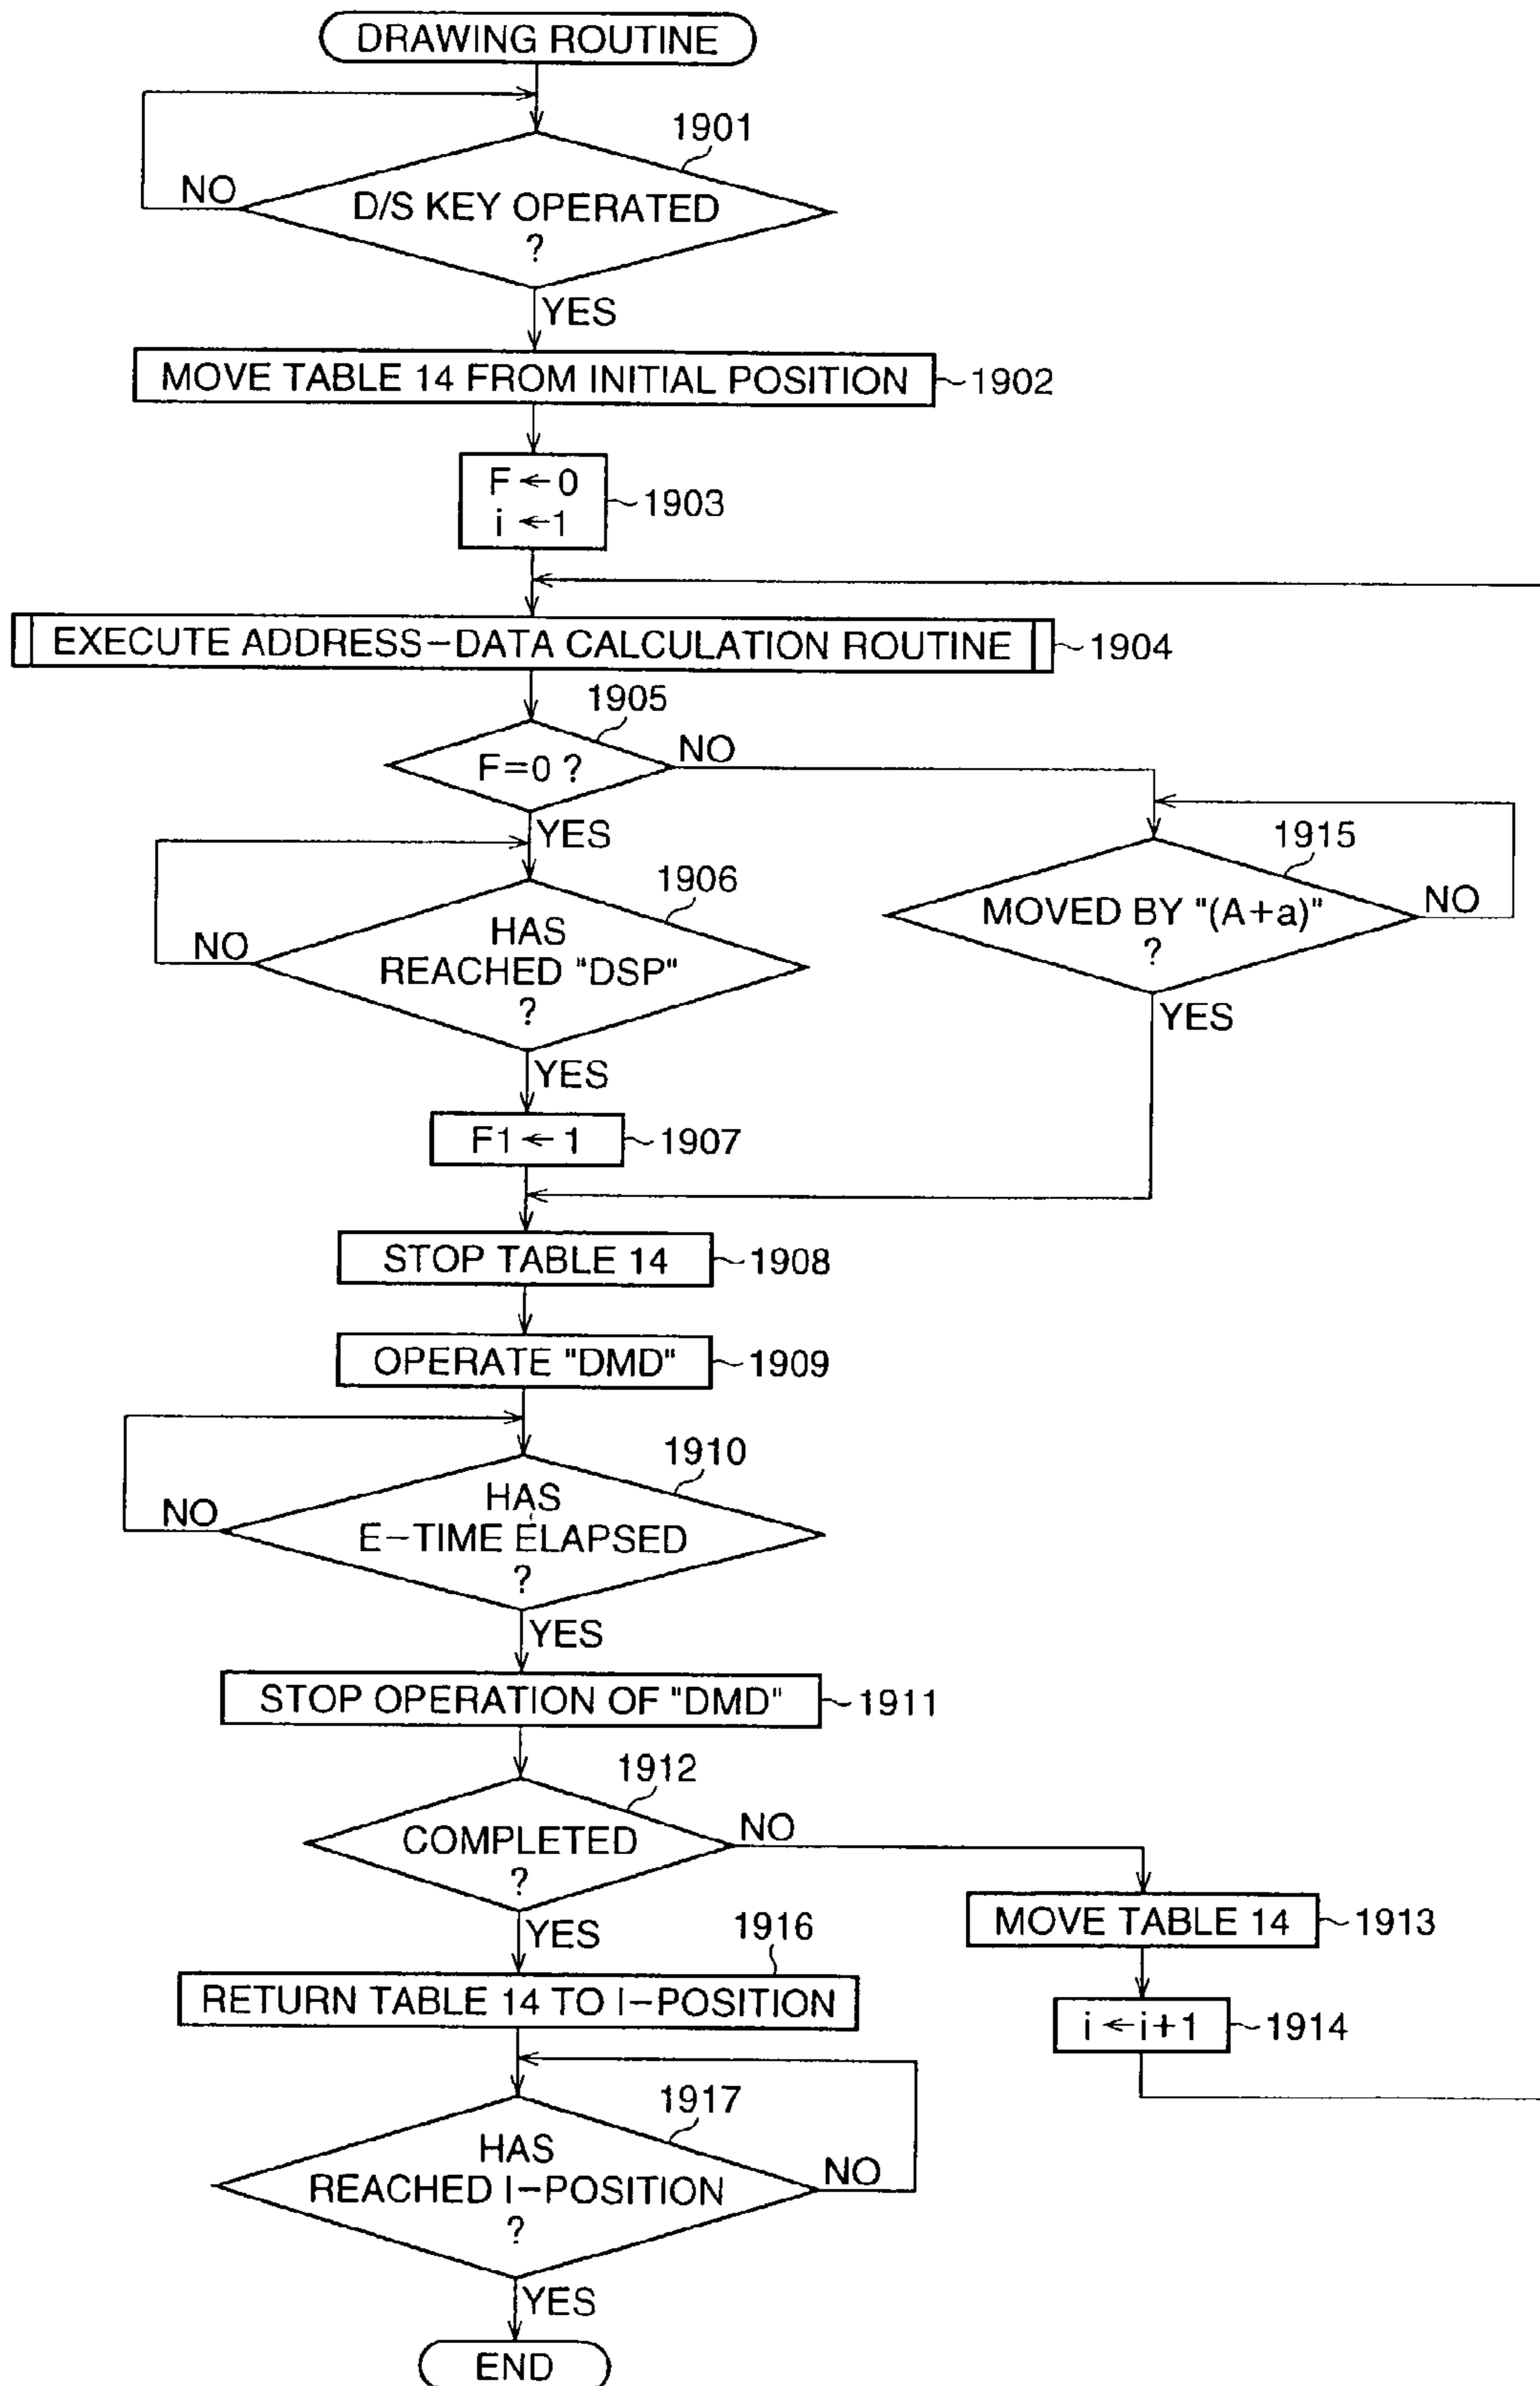 DRAWING ROUTINE
1901
NO
D/S KEY OPERATED
?
YES
MOVE TABLE 14 FROM INITIAL POSITION
1902
F ← 0
i ← 1
1903
EXECUTE ADDRESS-DATA CALCULATION ROUTINE
1904
1905
F=0 ?
NO
YES
1906
HAS
REACHED "DSP"
?
NO
YES
1915
MOVED BY "(A+a)"
?
NO
YES
F1 ← 1
1907
STOP TABLE 14
1908
OPERATE "DMD"
1909
1910
HAS
E-TIME ELAPSED
?
NO
YES
STOP OPERATION OF "DMD"
1911
1912
COMPLETED
?
NO
YES
MOVE TABLE 14
1913
i ← i+1
1914
1916
RETURN TABLE 14 TO I-POSITION
1917
HAS
REACHED I-POSITION
?
NO
YES
END